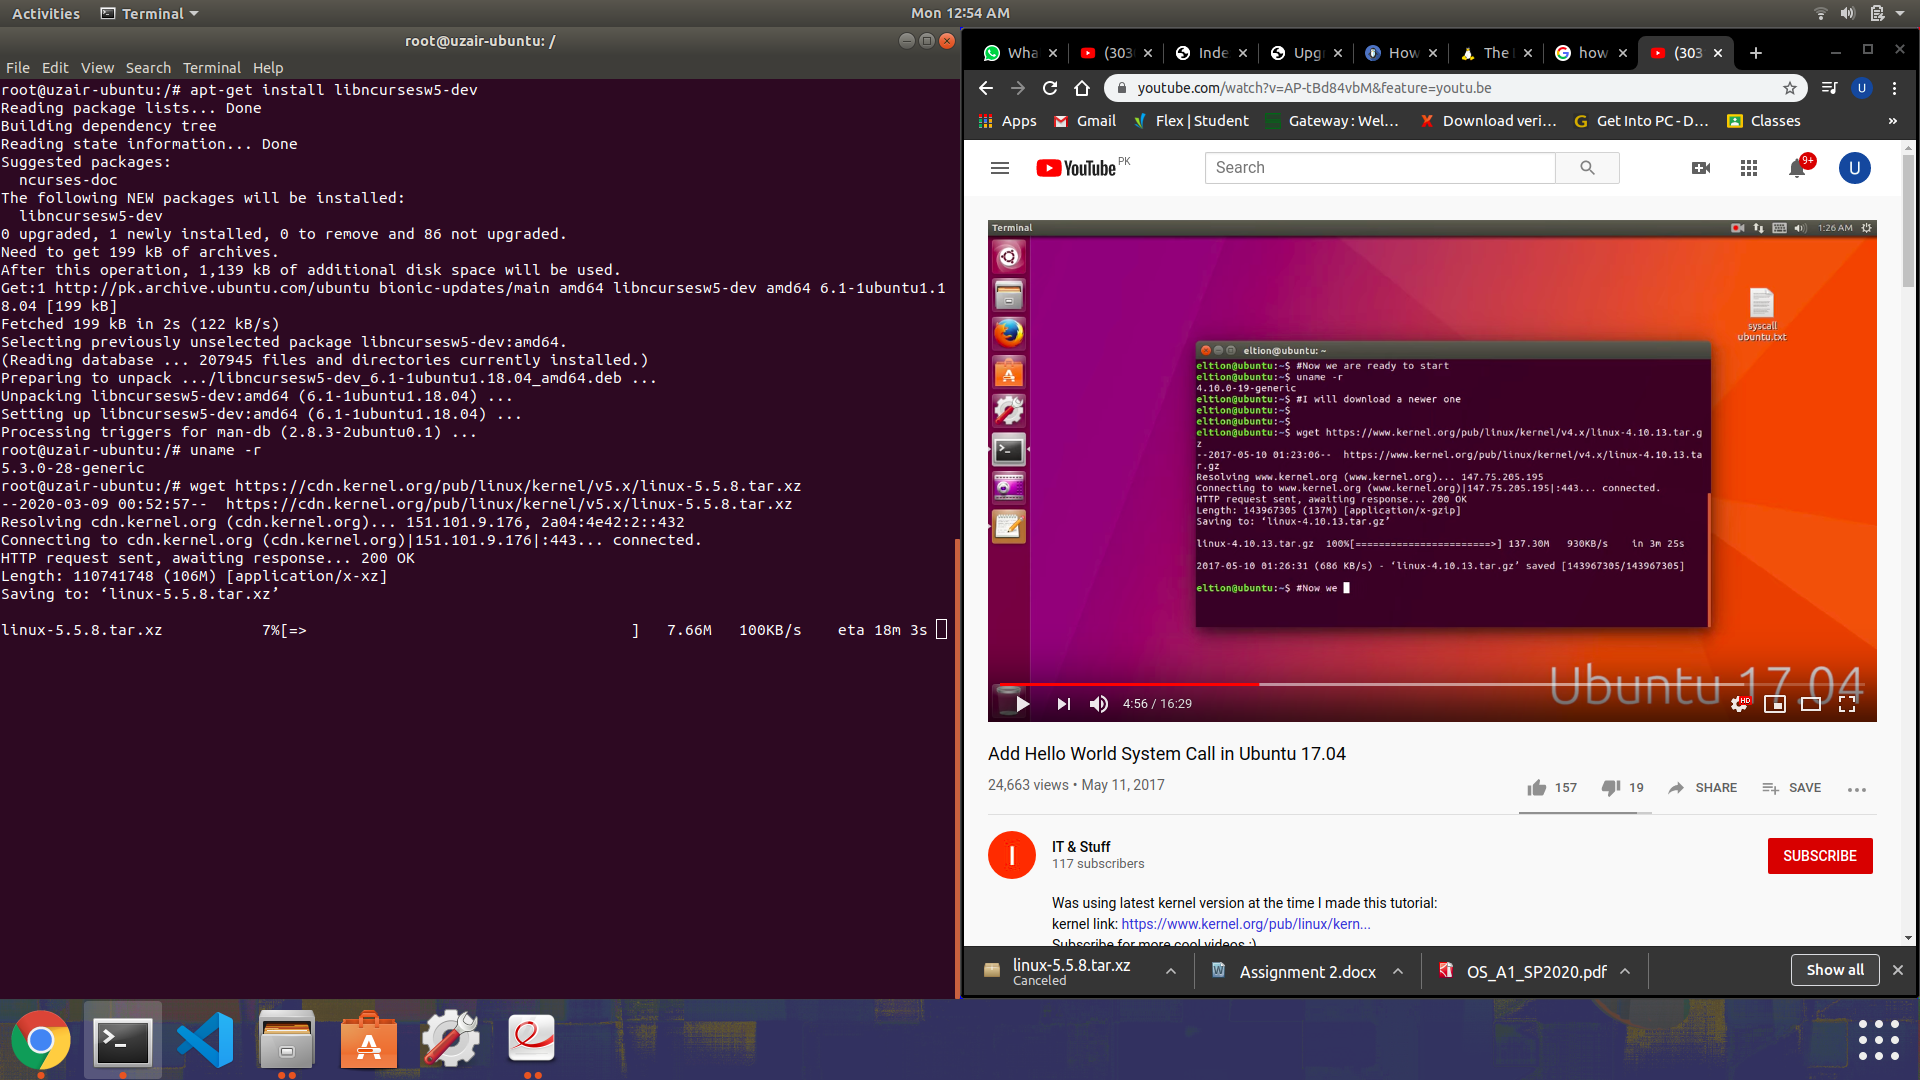 Activities
Terminal
Mon 12:54 AM
root@uzair-ubuntu: /
File Edit View Search Terminal Help
root@uzair-ubuntu:/# apt-get install libncursesw5-dev
Reading package lists... Done
Building dependency tree
Reading state information... Done
Suggested packages:
  ncurses-doc
The following NEW packages will be installed:
  libncursesw5-dev
0 upgraded, 1 newly installed, 0 to remove and 86 not upgraded.
Need to get 199 kB of archives.
After this operation, 1,139 kB of additional disk space will be used.
Get:1 http://pk.archive.ubuntu.com/ubuntu bionic-updates/main amd64 libncursesw5-dev amd64 6.1-1ubuntu1.1
8.04 [199 kB]
Fetched 199 kB in 2s (122 kB/s)
Selecting previously unselected package libncursesw5-dev:amd64.
(Reading database ... 207945 files and directories currently installed.)
Preparing to unpack .../libncursesw5-dev_6.1-1ubuntu1.18.04_amd64.deb ...
Unpacking libncursesw5-dev:amd64 (6.1-1ubuntu1.18.04) ...
Setting up libncursesw5-dev:amd64 (6.1-1ubuntu1.18.04) ...
Processing triggers for man-db (2.8.3-2ubuntu0.1) ...
root@uzair-ubuntu:/# uname -r
5.3.0-28-generic
root@uzair-ubuntu:/# wget https://cdn.kernel.org/pub/linux/kernel/v5.x/linux-5.5.8.tar.xz
--2020-03-09 00:52:57--  https://cdn.kernel.org/pub/linux/kernel/v5.x/linux-5.5.8.tar.xz
Resolving cdn.kernel.org (cdn.kernel.org)... 151.101.9.176, 2a04:4e42:2::432
Connecting to cdn.kernel.org (cdn.kernel.org)|151.101.9.176|:443... connected.
HTTP request sent, awaiting response... 200 OK
Length: 110741748 (106M) [application/x-xz]
Saving to: ‘linux-5.5.8.tar.xz’
linux-5.5.8.tar.xz 7%[=> ] 7.66M 100KB/s eta 18m 3s
Wha (303 Inde Upgr How The how (303
youtube.com/watch?v=AP-tBd84vbM&feature=youtu.be
U
Apps Gmail Flex | Student Gateway : Wel... Download veri... Get Into PC - D... Classes »
YouTube PK
Search
9+
U
Terminal
1:26 AM
syscall
ubuntu.txt
eltion@ubuntu: ~
eltion@ubuntu:~$ #Now we are ready to start
eltion@ubuntu:~$ uname -r
4.10.0-19-generic
eltion@ubuntu:~$ #I will download a newer one
eltion@ubuntu:~$
eltion@ubuntu:~$
eltion@ubuntu:~$ wget https://www.kernel.org/pub/linux/kernel/v4.x/linux-4.10.13.tar.g
z
--2017-05-10 01:23:06--  https://www.kernel.org/pub/linux/kernel/v4.x/linux-4.10.13.ta
r.gz
Resolving www.kernel.org (www.kernel.org)... 147.75.205.195
Connecting to www.kernel.org (www.kernel.org)|147.75.205.195|:443... connected.
HTTP request sent, awaiting response... 200 OK
Length: 143967305 (137M) [application/x-gzip]
Saving to: ‘linux-4.10.13.tar.gz’
linux-4.10.13.tar.gz 100%[=======================>] 137.30M 930KB/s in 3m 25s
2017-05-10 01:26:31 (686 KB/s) - ‘linux-4.10.13.tar.gz’ saved [143967305/143967305]
eltion@ubuntu:~$ #Now we
Ubuntu 17.04
4:56 / 16:29
HD
Add Hello World System Call in Ubuntu 17.04
24,663 views • May 11, 2017
157 19 SHARE SAVE
I
IT & Stuff
117 subscribers
SUBSCRIBE
Was using latest kernel version at the time I made this tutorial:
kernel link: https://www.kernel.org/pub/linux/kern...
Subscribe for more cool videos :)
linux-5.5.8.tar.xz
Canceled
Assignment 2.docx
OS_A1_SP2020.pdf
Show all